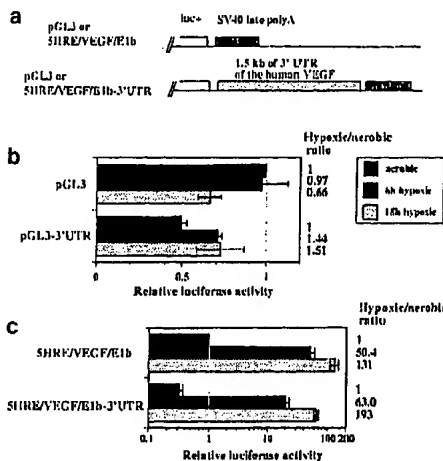 a
pGL3 or
5HRE/VEGF/E1b
luc+ SV40 late polyA
pGL3 or
5HRE/VEGF/E1b-3'UTR
1.5 kb of 3' UTR
of the human VEGF
b
Hypoxic/aerobic
ratio
pGL3
1
0.97
0.66
pGL3-3'UTR
1
1.44
1.51
0 0.5 1
Relative luciferase activity
aerobic
6h hypoxic
18h hypoxic
c
Hypoxic/aerobic
ratio
5HRE/VEGF/E1b
1
50.4
131
5HRE/VEGF/E1b-3'UTR
1
63.0
193
0.1 1 10 100 200
Relative luciferase activity